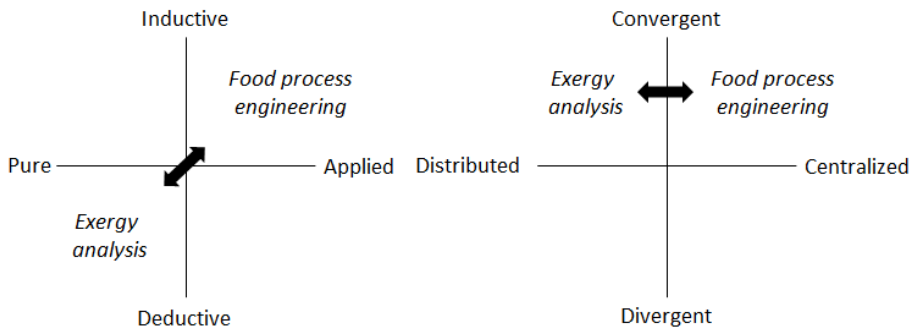 Inductive
Food process
engineering
Pure
Applied
Exergy
analysis
Deductive
Convergent
Exergy
analysis
Food process
engineering
Distributed
Centralized
Divergent